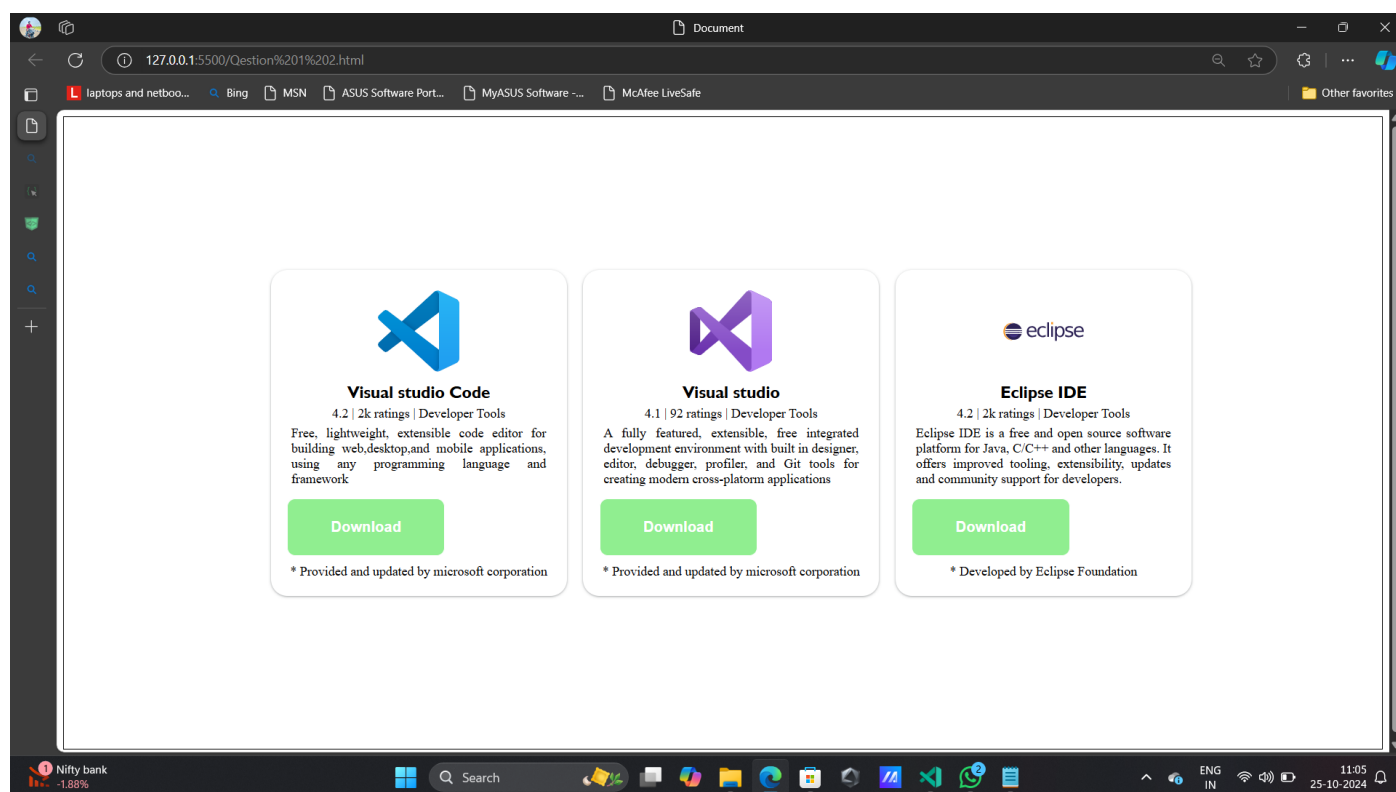 Document
127.0.0.1:5500/Qestion%201%202.html
laptops and netboo... Bing MSN ASUS Software Port... MyASUS Software -... McAfee LiveSafe Other favorites
eclipse
Visual studio Code
4.2 | 2k ratings | Developer Tools
Free, lightweight, extensible code editor for
building web,desktop,and mobile applications,
using any programming language and
framework
Download
* Provided and updated by microsoft corporation
Visual studio
4.1 | 92 ratings | Developer Tools
A fully featured, extensible, free integrated
development environment with built in designer,
editor, debugger, profiler, and Git tools for
creating modern cross-platorm applications
Download
* Provided and updated by microsoft corporation
Eclipse IDE
4.2 | 2k ratings | Developer Tools
Eclipse IDE is a free and open source software
platform for Java, C/C++ and other languages. It
offers improved tooling, extensibility, updates
and community support for developers.
Download
* Developed by Eclipse Foundation
1
Nifty bank
-1.88%
Search
2
ENG
IN
11:05
25-10-2024